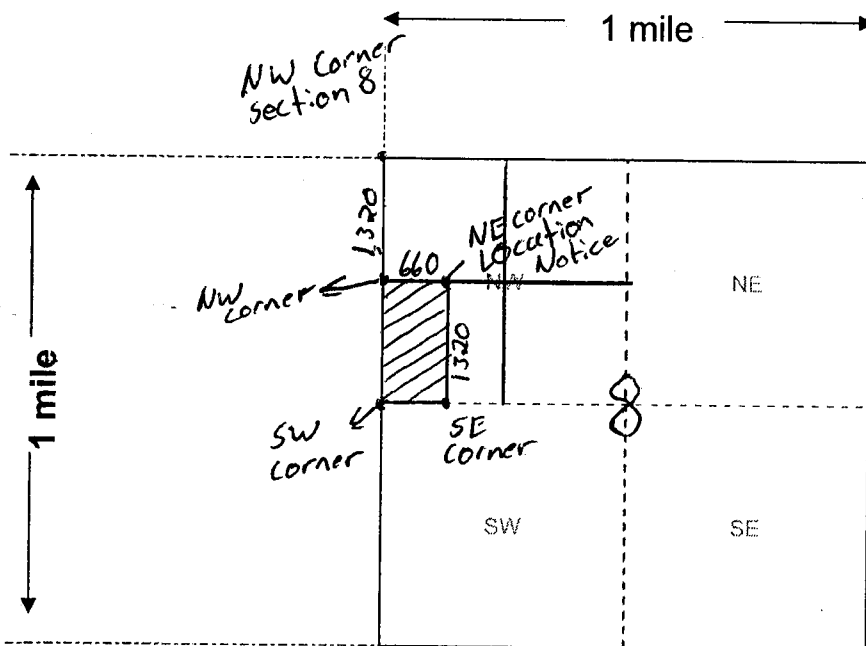 1 mile
NW Corner
section 8
1320
NE corner
Location
Notice
660
NW
NE
NW
corner
1320
1 mile
8
SW
corner
SE
corner
SW
SE